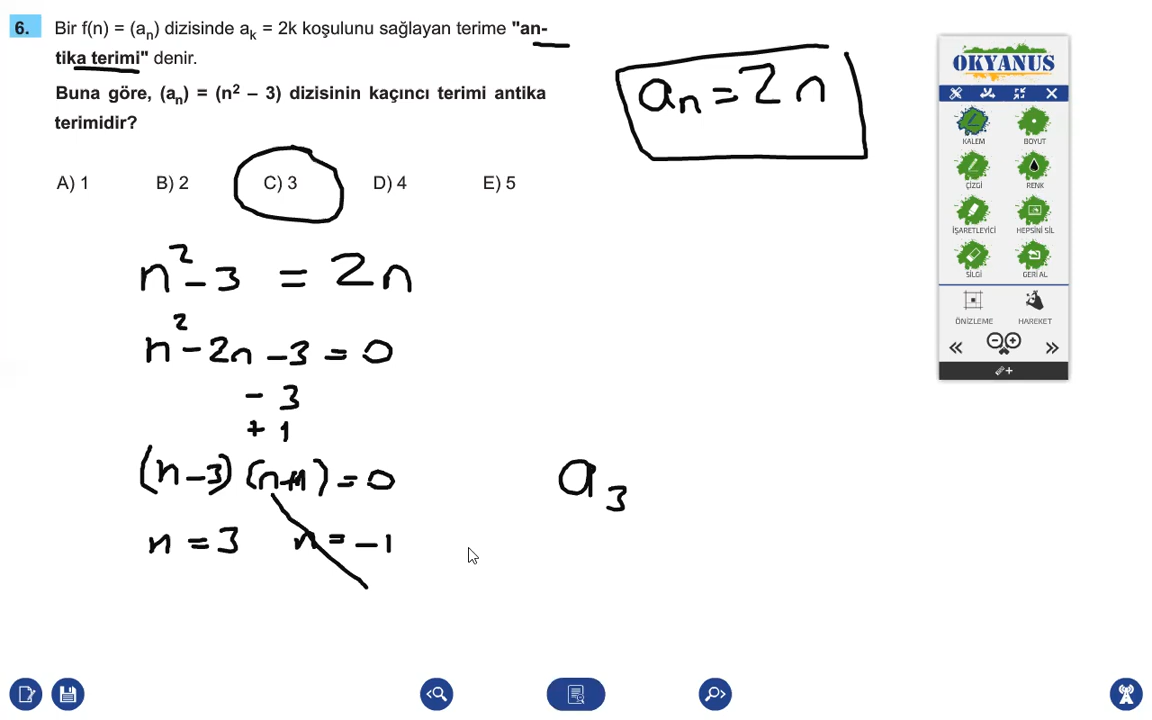 6. Bir f(n) = (aₙ) dizisinde aₖ = 2k koşulunu sağlayan terime "an-
tika terimi" denir.
Buna göre, (aₙ) = (n² – 3) dizisinin kaçıncı terimi antika
terimidir?
A) 1 B) 2 C) 3 D) 4 E) 5
aₙ = 2n
n² - 3 = 2n
n² - 2n - 3 = 0
- 3
+ 1
(n - 3) (n+1) = 0
n = 3 n = -1
a₃
OKYANUS
KALEM BOYUT
ÇİZGİ RENK
İŞARETLEYİCİ HEPSİNİ SİL
SİLGİ GERİ AL
ÖNİZLEME HAREKET